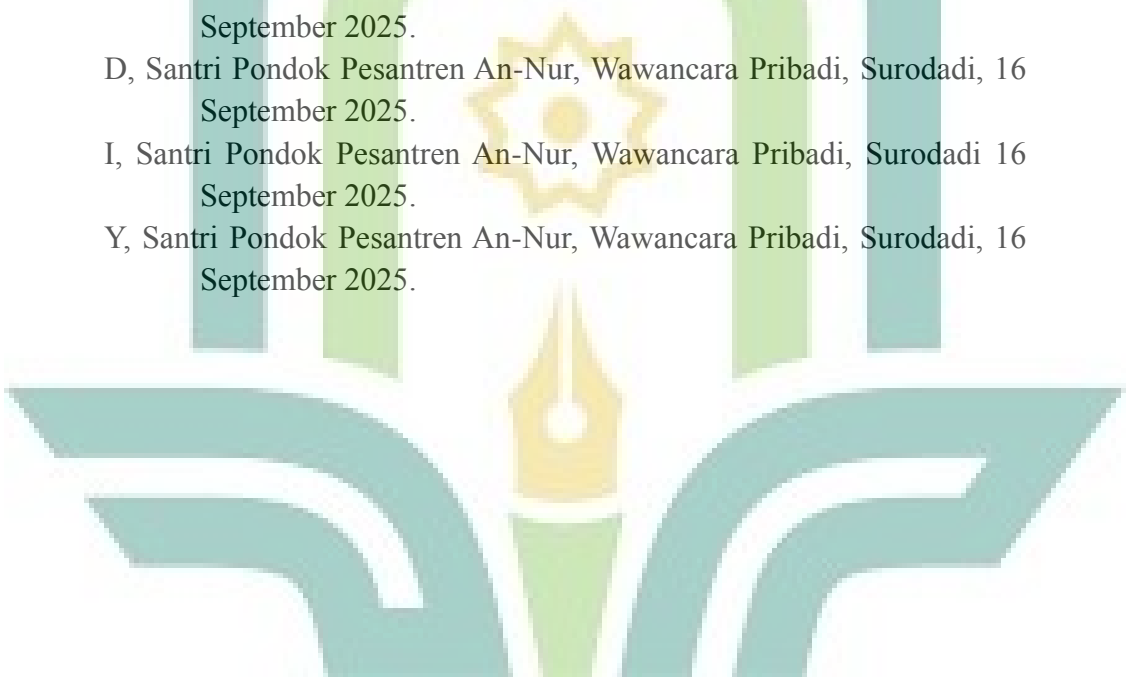 September 2025.
D, Santri Pondok Pesantren An-Nur, Wawancara Pribadi, Surodadi, 16
September 2025.
I, Santri Pondok Pesantren An-Nur, Wawancara Pribadi, Surodadi 16
September 2025.
Y, Santri Pondok Pesantren An-Nur, Wawancara Pribadi, Surodadi, 16
September 2025.